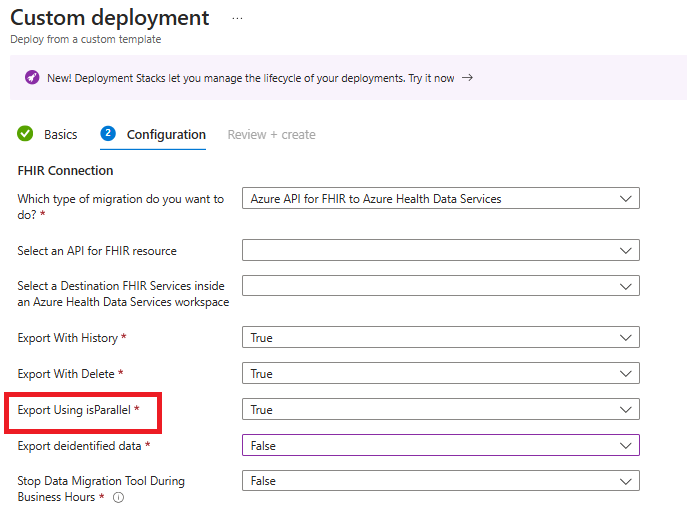 Custom deployment ...
Deploy from a custom template
New! Deployment Stacks let you manage the lifecycle of your deployments. Try it now →
Basics 2 Configuration Review + create
FHIR Connection
Which type of migration do you want to
do? * Azure API for FHIR to Azure Health Data Services
Select an API for FHIR resource
Select a Destination FHIR Services inside
an Azure Health Data Services workspace
Export With History * True
Export With Delete * True
Export Using isParallel * True
Export deidentified data * False
Stop Data Migration Tool During
Business Hours * False